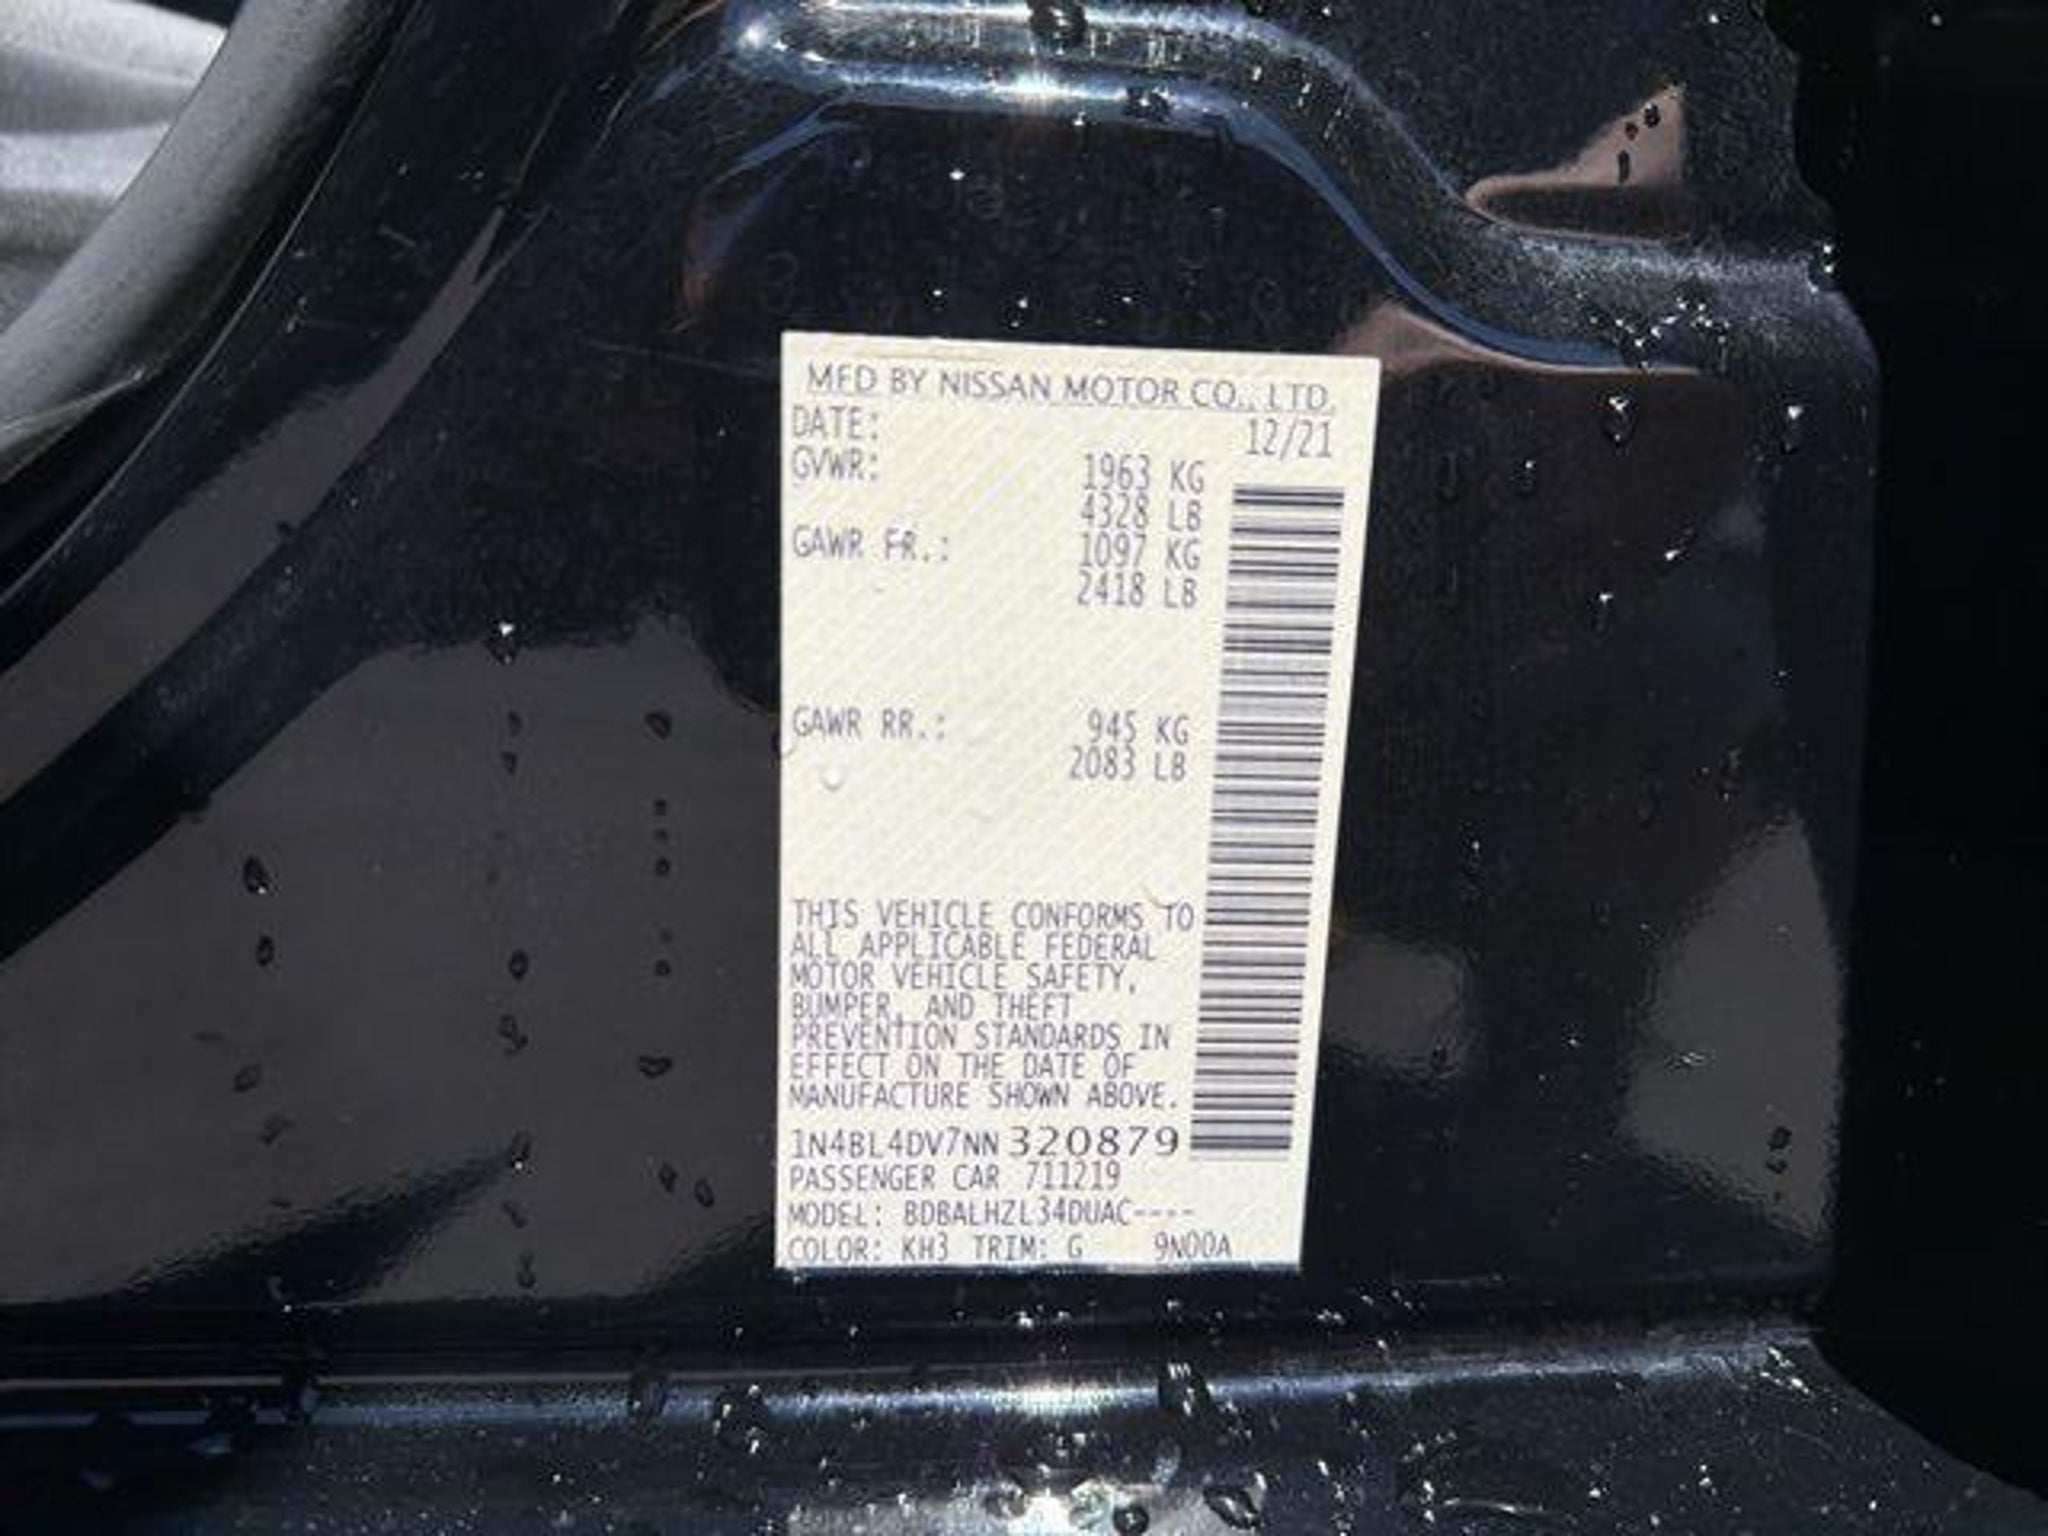 MFD BY NISSAN MOTOR CO., LTD.
DATE: 12/21
GVWR: 1963 KG
4328 LB
GAWR FR.: 1097 KG
2418 LB
GAWR RR.: 945 KG
2083 LB
THIS VEHICLE CONFORMS TO
ALL APPLICABLE FEDERAL
MOTOR VEHICLE SAFETY,
BUMPER, AND THEFT
PREVENTION STANDARDS IN
EFFECT ON THE DATE OF
MANUFACTURE SHOWN ABOVE.
1N4BL4DV7NN320879
PASSENGER CAR 711219
MODEL: BDBALHZL34DUAC----
COLOR: KH3 TRIM: G 9N00A